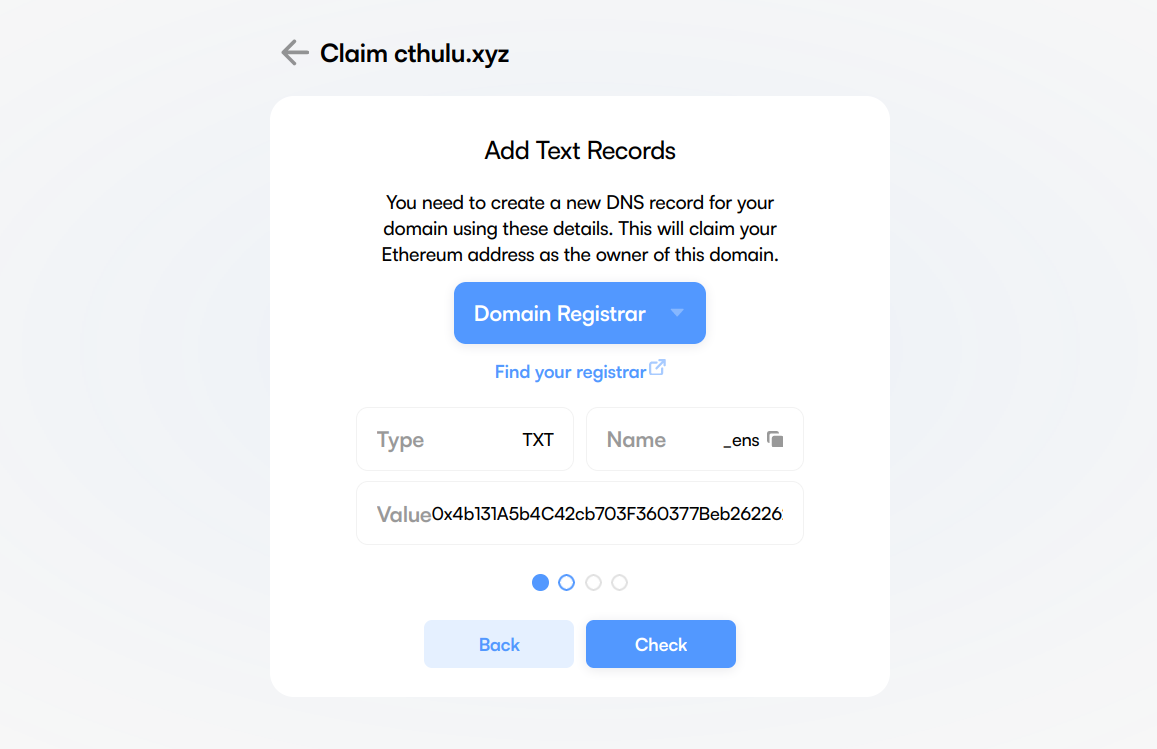 Claim cthulu.xyz
Add Text Records
You need to create a new DNS record for your
domain using these details. This will claim your
Ethereum address as the owner of this domain.
Domain Registrar
Find your registrar
Type TXT
Name _ens
Value0x4b131A5b4C42cb703F360377Beb26226
Back
Check